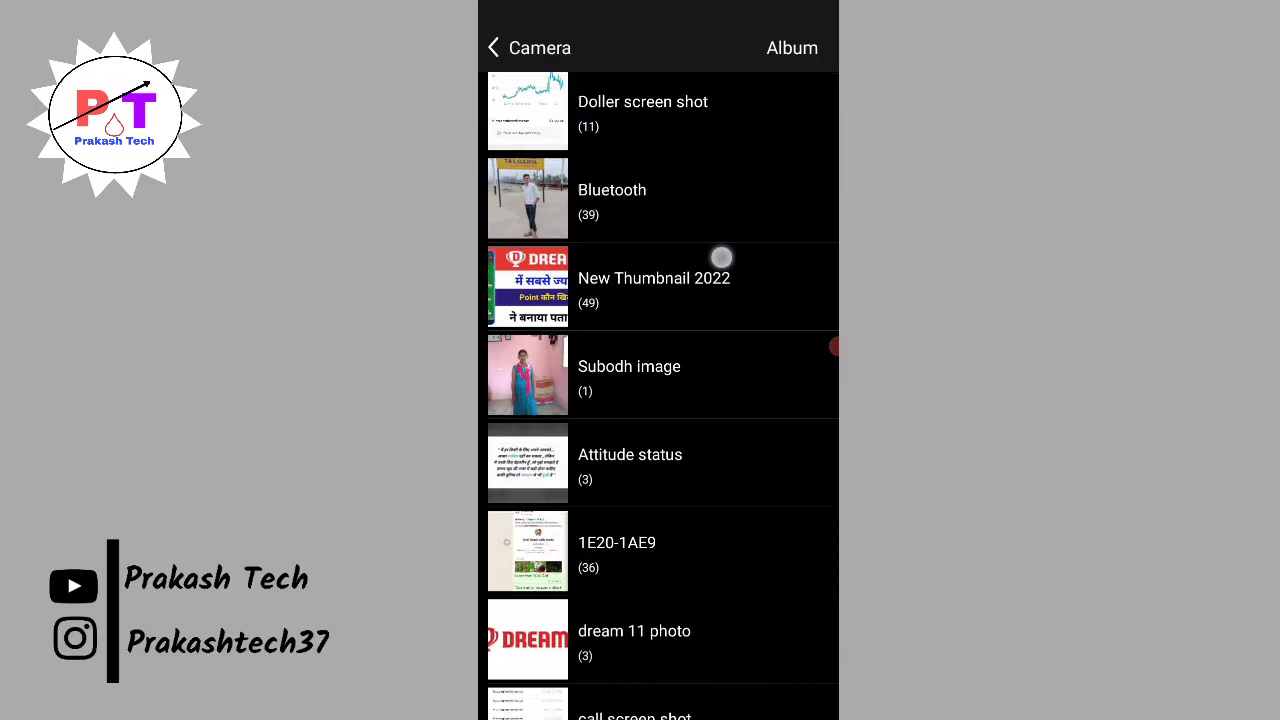 Camera
Album
Doller screen shot
(11)
TALGARIA
Bluetooth
(39)
DREA
में सबसे ज्या
Point कौन खि
ने बनाया पता
New Thumbnail 2022
(49)
Subodh image
(1)
Attitude status
(3)
1E20-1AE9
(36)
DREAM
dream 11 photo
(3)
call screen shot
PT
Prakash Tech
Prakash Tech
Prakashtech37